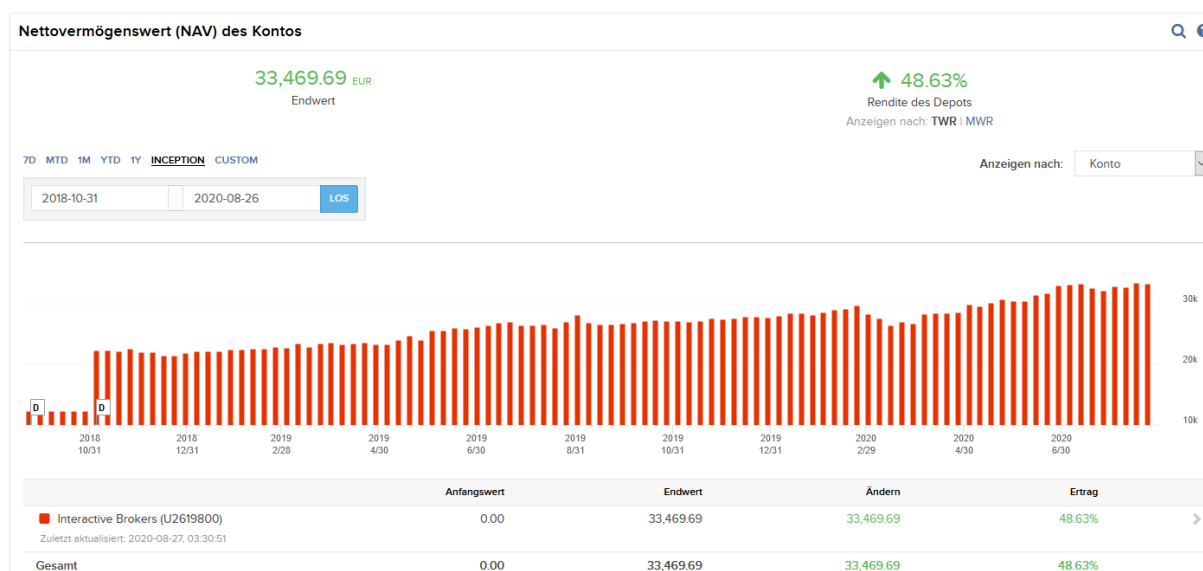 Nettovermögenswert (NAV) des Kontos
33,469.69 EUR
Endwert
48.63%
Rendite des Depots
Anzeigen nach: TWR | MWR
7D MTD 1M YTD 1Y INCEPTION CUSTOM
Anzeigen nach: Konto
2018-10-31 2020-08-26 LOS
30k
20k
10k
D D
2018 2018 2019 2019 2019 2019 2019 2019 2020 2020 2020
10/31 12/31 2/28 4/30 6/30 8/31 10/31 12/31 2/29 4/30 6/30
Anfangswert Endwert Ändern Ertrag
Interactive Brokers (U2619800) 0.00 33,469.69 33,469.69 48.63%
Zuletzt aktualisiert: 2020-08-27, 03:30:51
Gesamt 0.00 33,469.69 33,469.69 48.63%